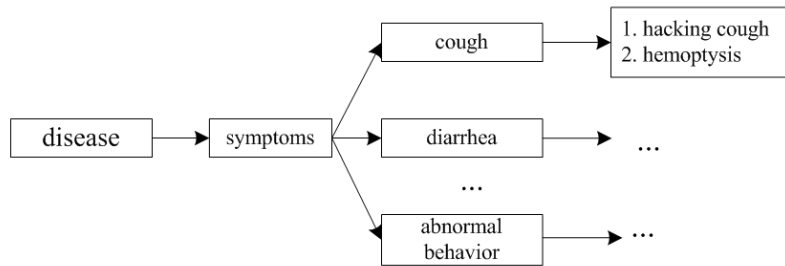 disease
symptoms
cough
1. hacking cough
2. hemoptysis
diarrhea
...
...
abnormal
behavior
...